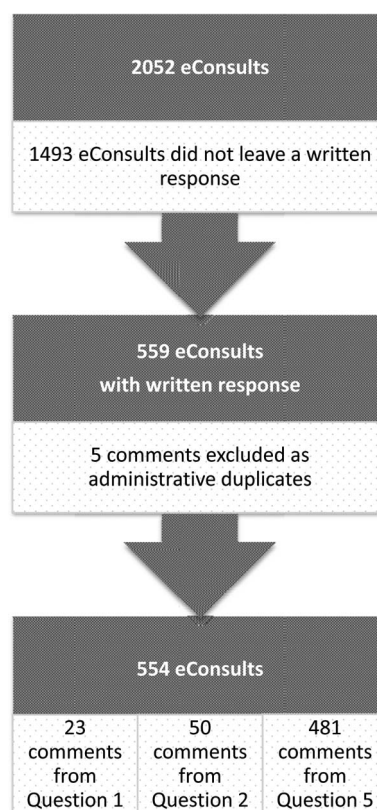 2052 eConsults
1493 eConsults did not leave a written
response
559 eConsults
with written response
5 comments excluded as
administrative duplicates
554 eConsults
23
comments
from
Question 1
50
comments
from
Question 2
481
comments
from
Question 5